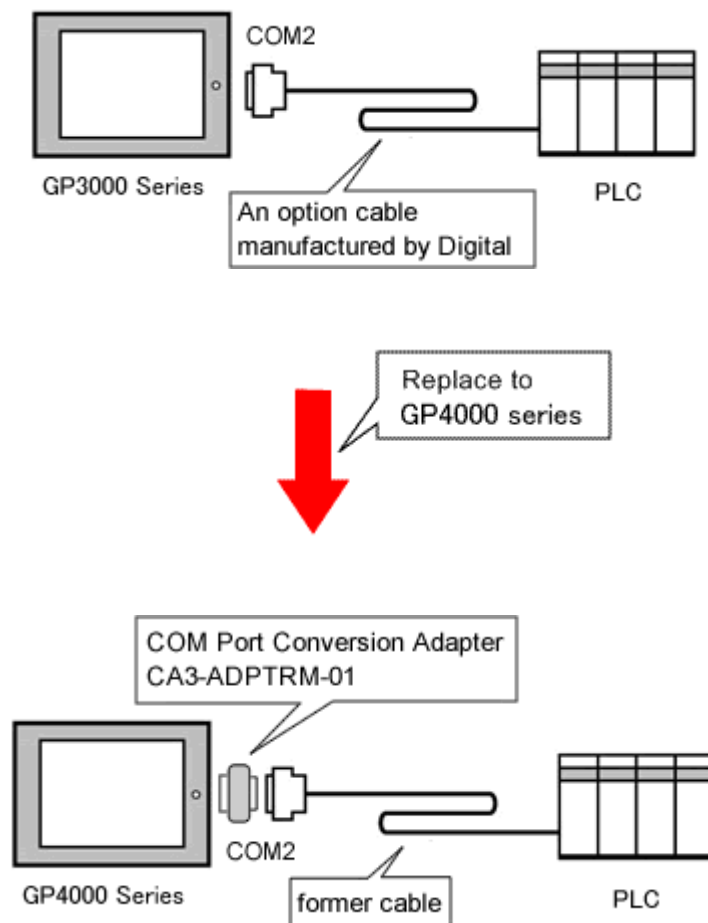 COM2
GP3000 Series
PLC
An option cable
manufactured by Digital
Replace to
GP4000 series
COM Port Conversion Adapter
CA3-ADPTRM-01
COM2
GP4000 Series
former cable
PLC